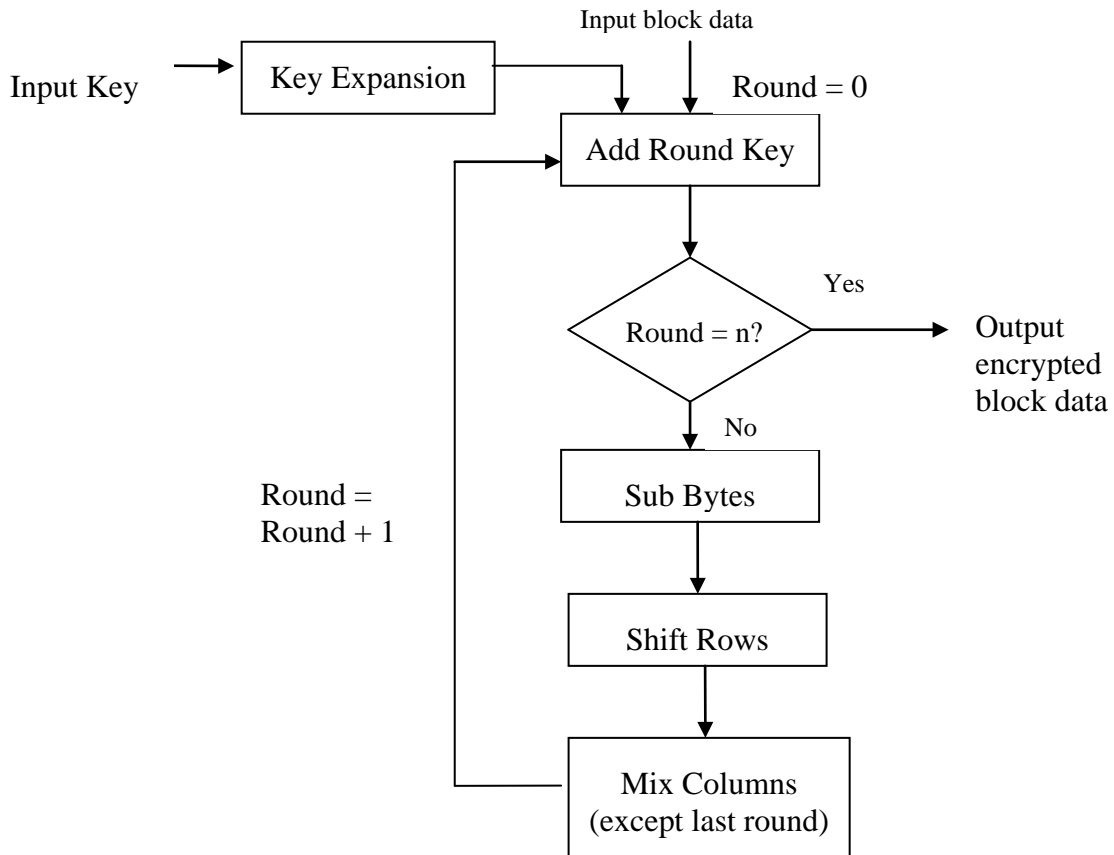 Input block data
Input Key
Key Expansion
Round = 0
Add Round Key
Yes
Round = n?
Output
encrypted
block data
No
Sub Bytes
Round =
Round + 1
Shift Rows
Mix Columns
(except last round)